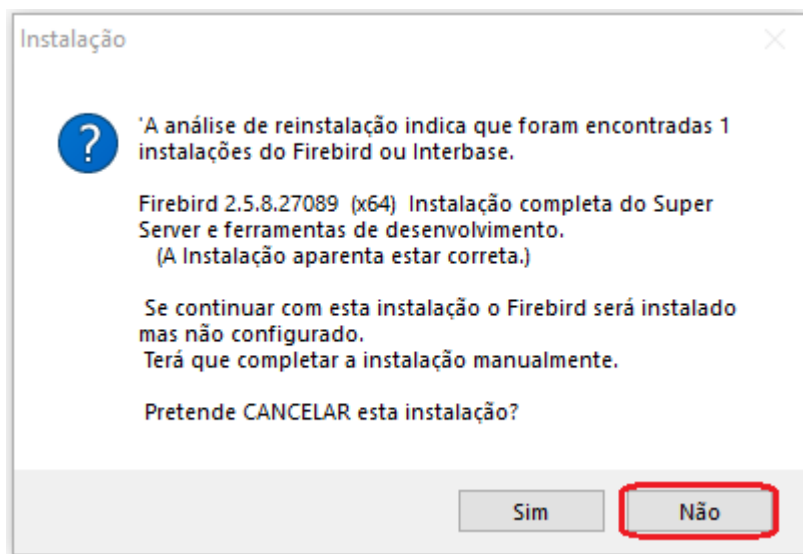 Instalação
'A análise de reinstalação indica que foram encontradas 1
instalações do Firebird ou Interbase.
Firebird 2.5.8.27089 (x64) Instalação completa do Super
Server e ferramentas de desenvolvimento.
(A Instalação aparenta estar correta.)
Se continuar com esta instalação o Firebird será instalado
mas não configurado.
Terá que completar a instalação manualmente.
Pretende CANCELAR esta instalação?
Sim
Não